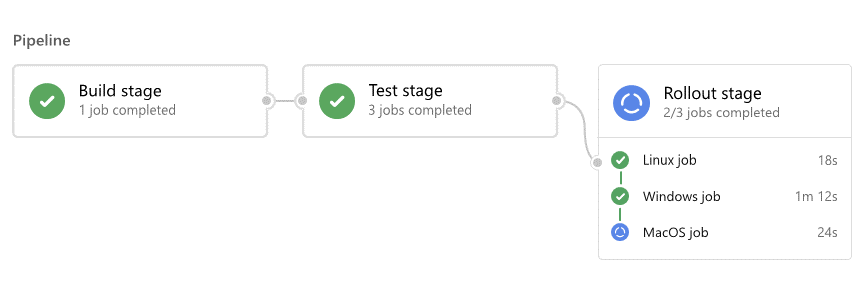 Pipeline
Build stage
1 job completed
Test stage
3 jobs completed
Rollout stage
2/3 jobs completed
Linux job 18s
Windows job 1m 12s
MacOS job 24s